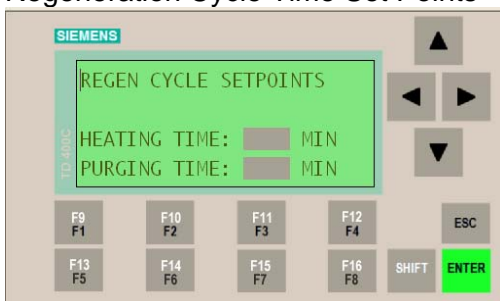 Regeneration Cycle Time Set Points
SIEMENS
REGEN CYCLE SETPOINTS
HEATING TIME: MIN
PURGING TIME: MIN
TD 400C
F9 F10 F11 F12
F1 F2 F3 F4
ESC
F13 F14 F15 F16
F5 F6 F7 F8
SHIFT ENTER